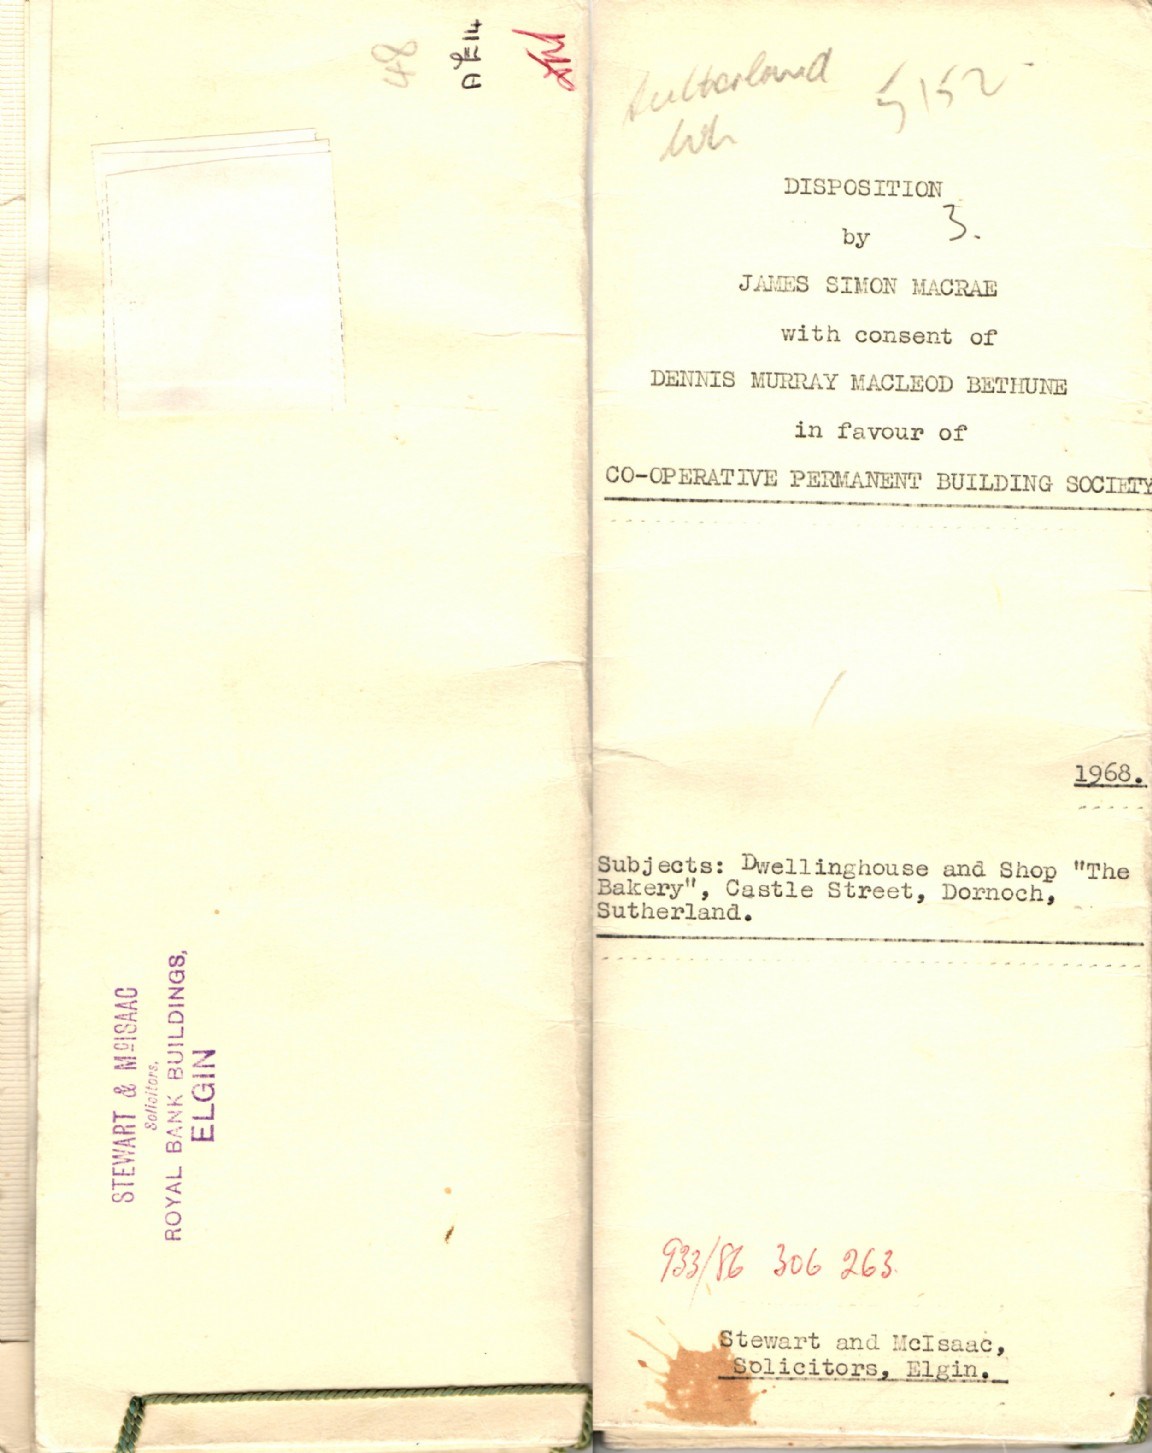 48
STEWART & McISAAC
Solicitors,
ROYAL BANK BUILDINGS,
ELGIN
Sutherland
5152
DISPOSITION
3.
by
JAMES SIMON MACRAE
with consent of
DENNIS MURRAY MACLEOD BETHUNE
in favour of
CO-OPERATIVE PERMANENT BUILDING SOCIETY
1968.
Subjects: Dwellinghouse and Shop "The
Bakery", Castle Street, Dornoch,
Sutherland.
933/86 306 263
Stewart and McIsaac,
Solicitors, Elgin.